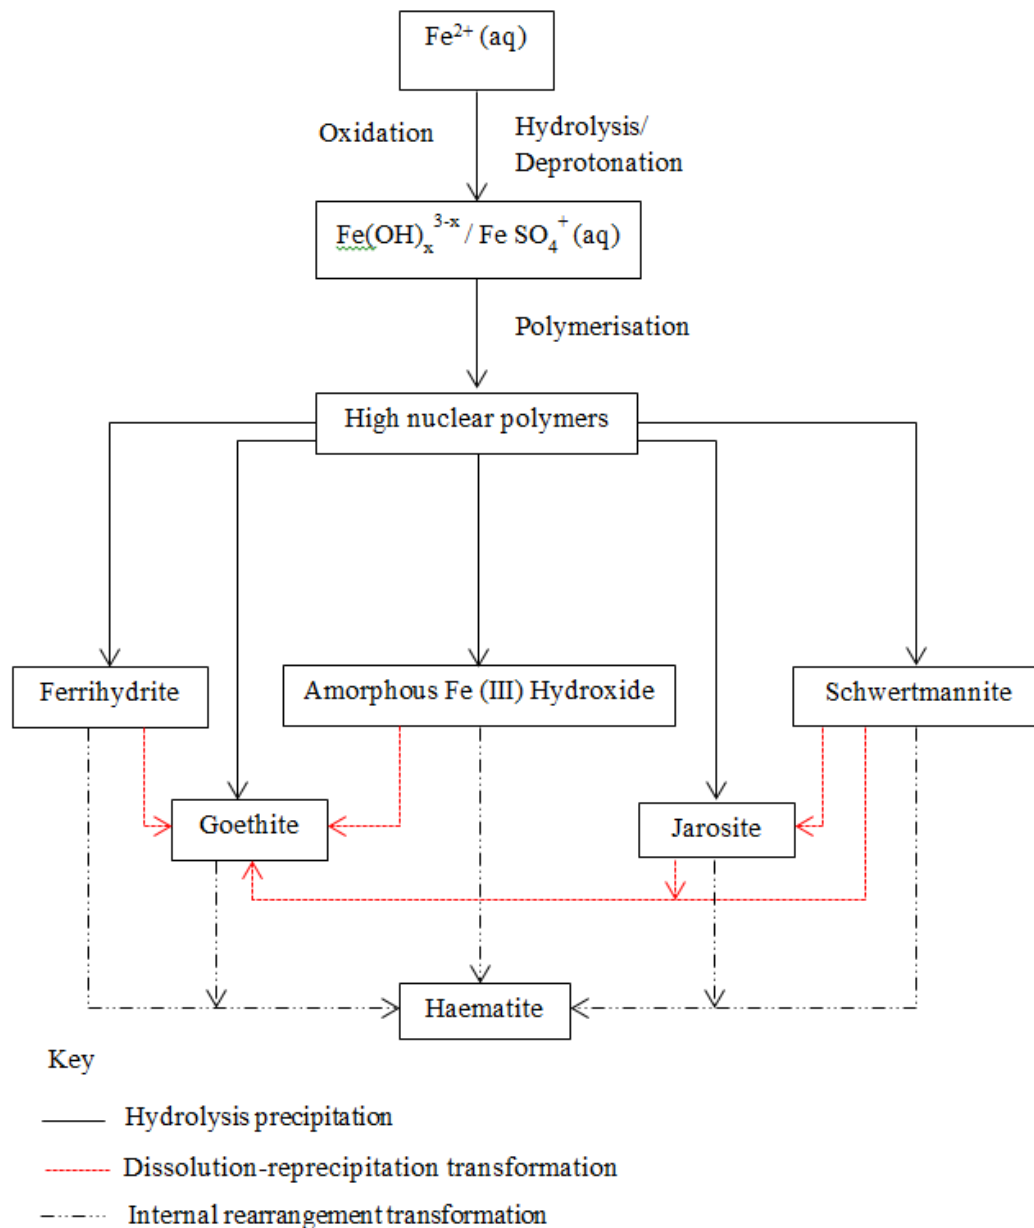 Fe²⁺ (aq)
Oxidation
Hydrolysis/
Deprotonation
Fe(OH)ₓ³⁻ˣ / Fe SO₄⁺ (aq)
Polymerisation
High nuclear polymers
Ferrihydrite
Amorphous Fe (III) Hydroxide
Schwertmannite
Goethite
Jarosite
Haematite
Key
Hydrolysis precipitation
Dissolution-reprecipitation transformation
Internal rearrangement transformation